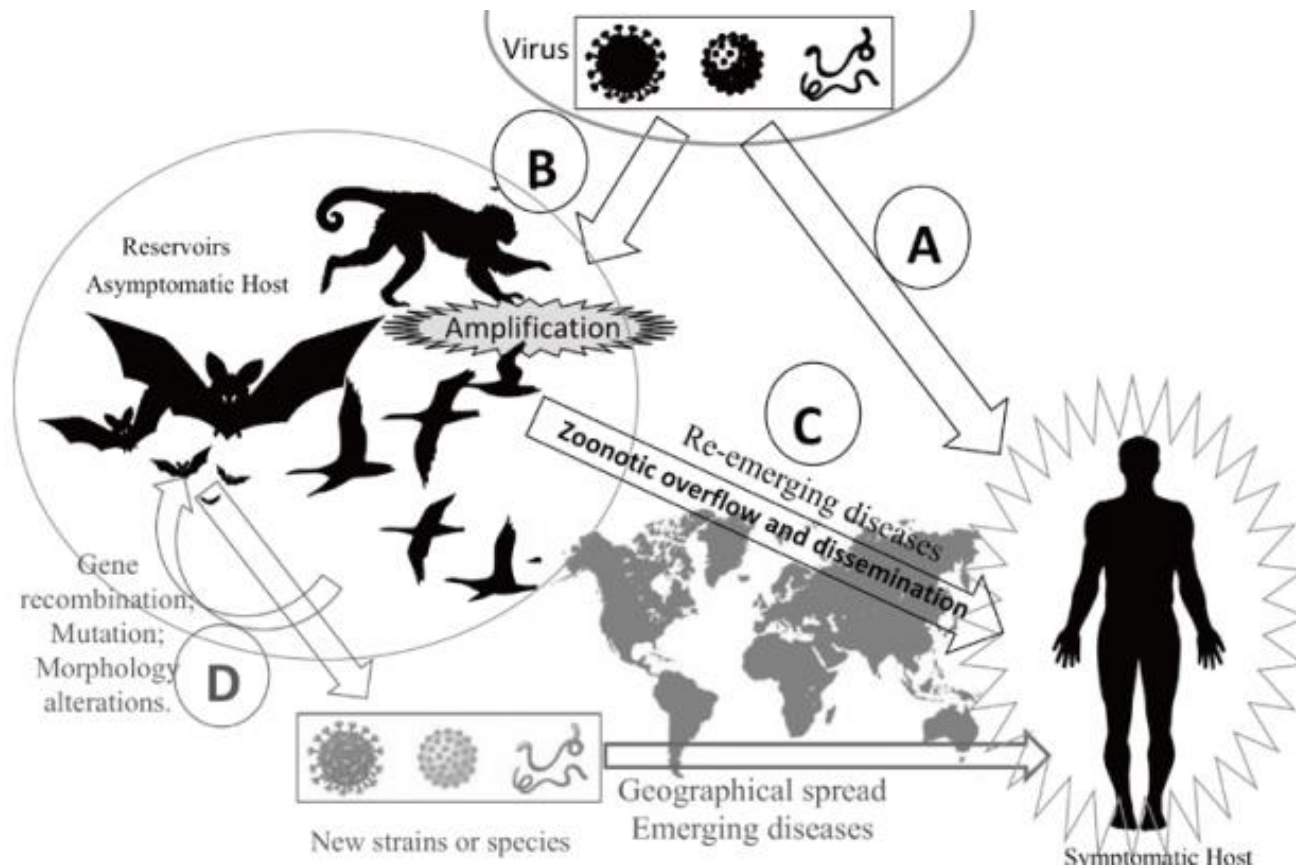 Virus
B
A
Reservoirs
Asymptomatic Host
Amplification
C
Re-emerging diseases
Zoonotic overflow and dissemination
Gene
recombination;
Mutation;
Morphology
alterations.
D
Geographical spread
Emerging diseases
New strains or species
Symptomatic Host